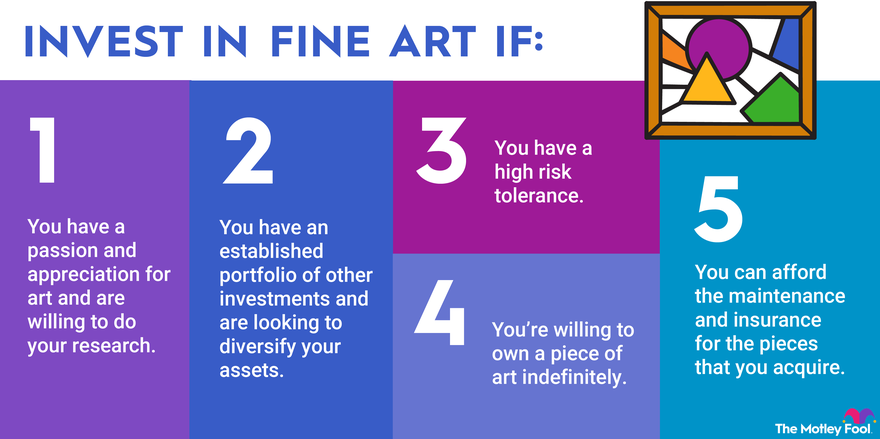 INVEST IN FINE ART IF:
1
You have a
passion and
appreciation for
art and are
willing to do
your research.
2
You have an
established
portfolio of other
investments and
are looking to
diversify your
assets.
3
You have a
high risk
tolerance.
4
You’re willing to
own a piece of
art indefinitely.
5
You can afford
the maintenance
and insurance
for the pieces
that you acquire.
The Motley Fool.